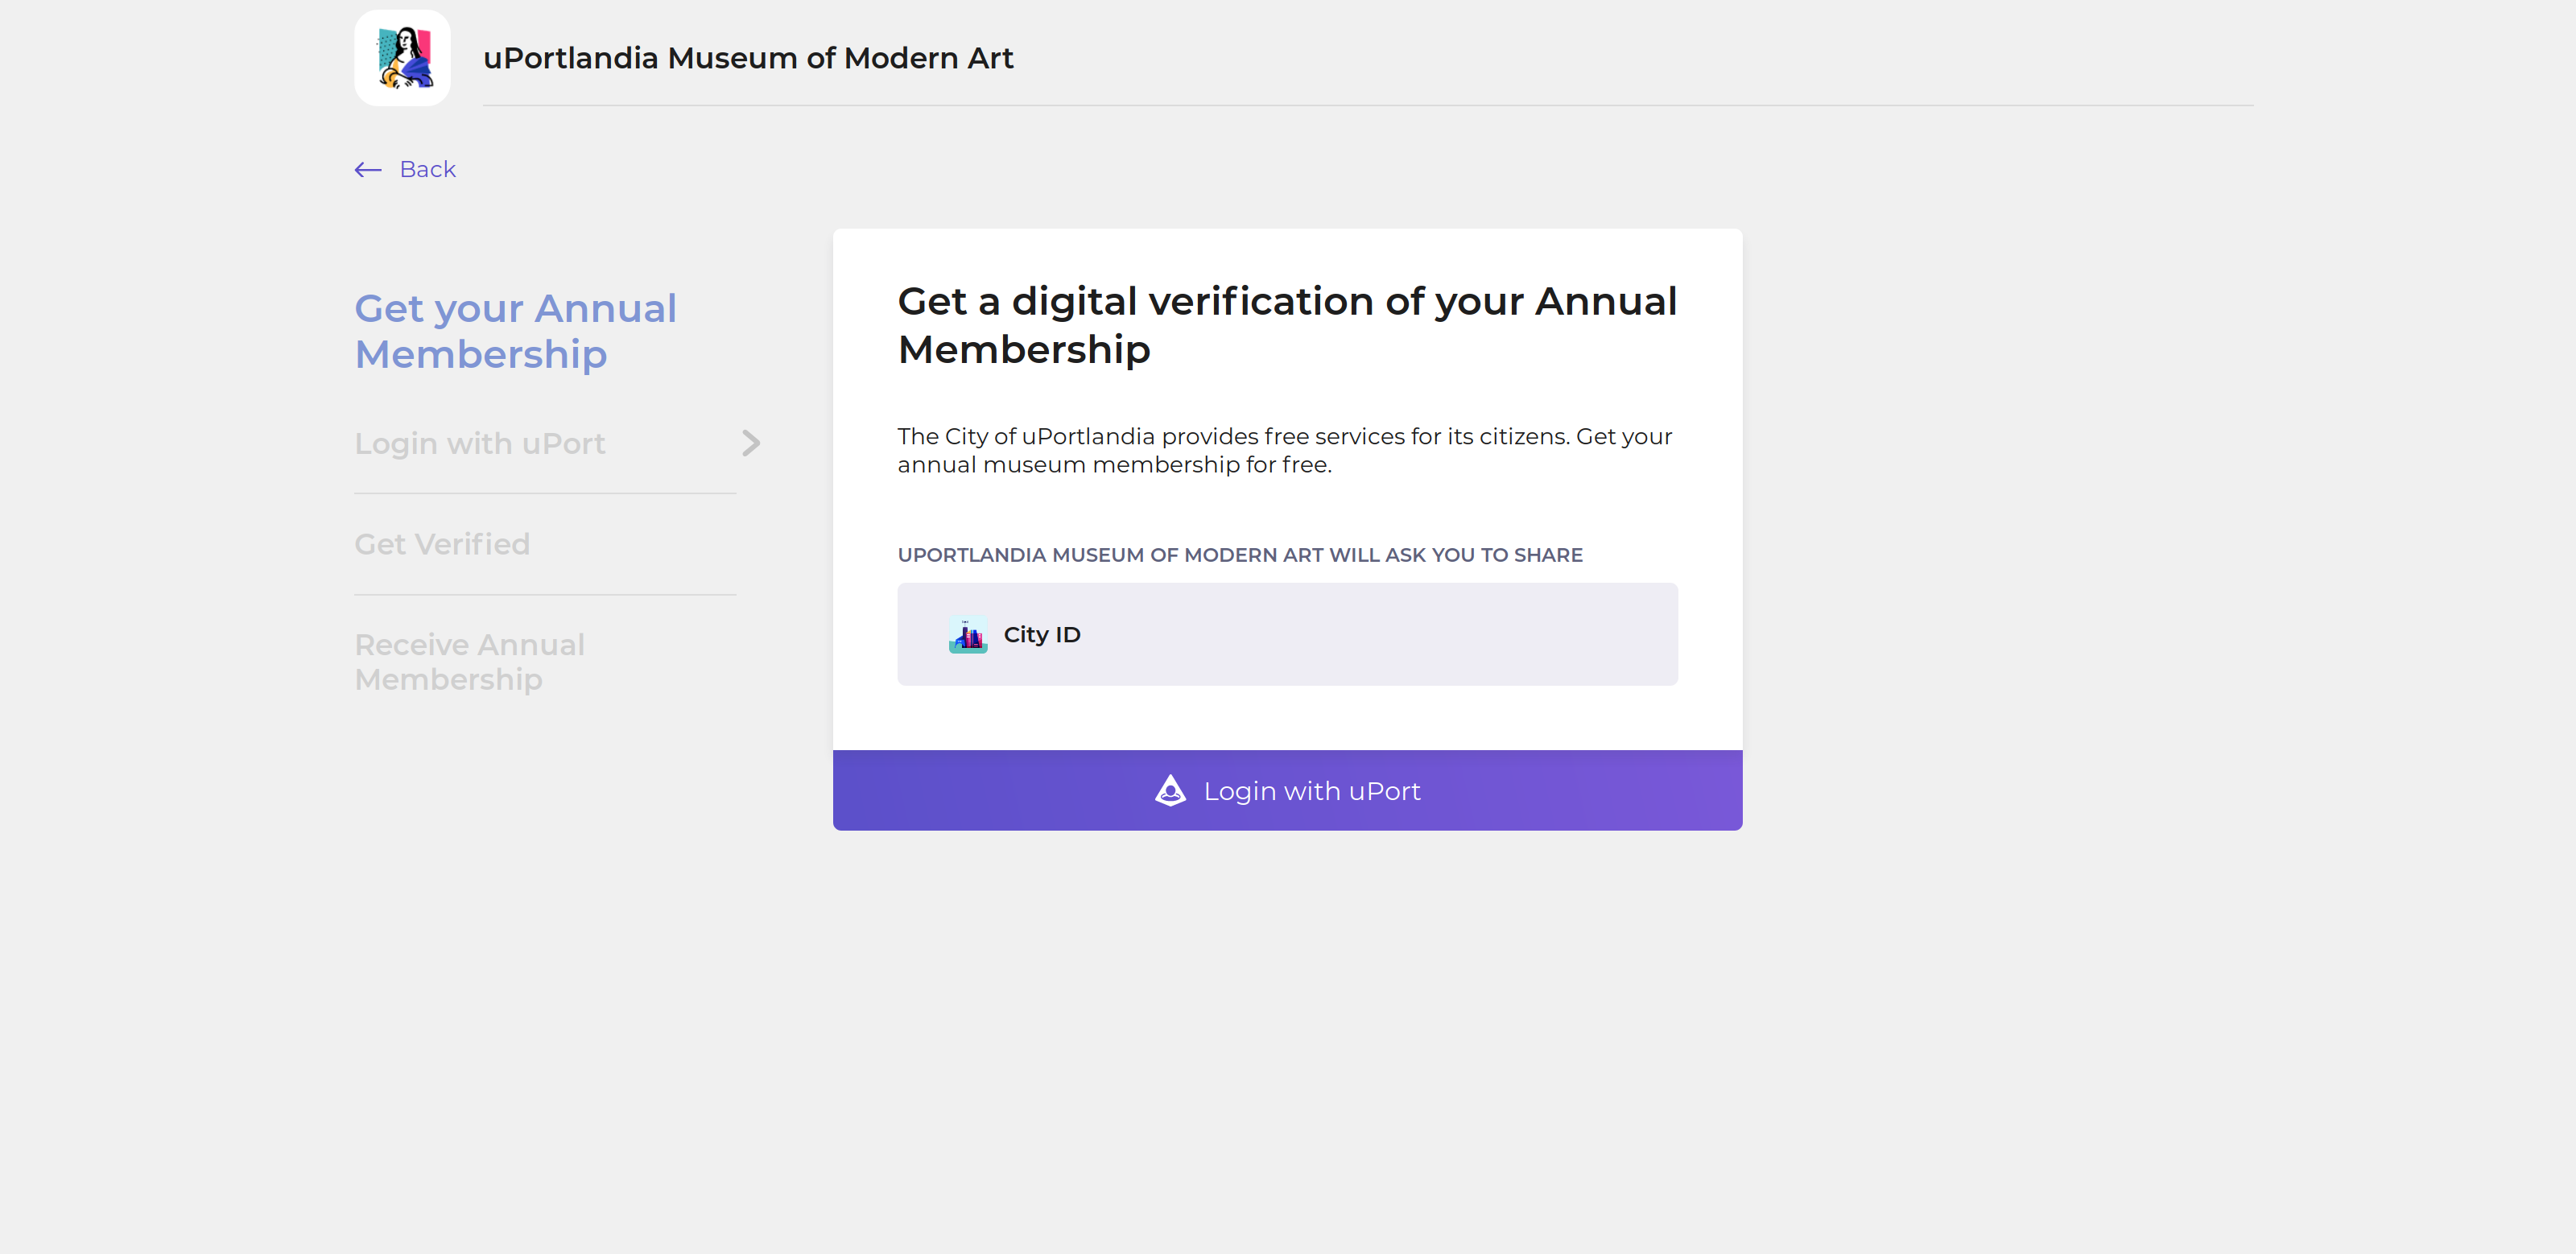 uPortlandia Museum of Modern Art
Back
Get your Annual
Membership
Login with uPort
Get Verified
Receive Annual
Membership
Get a digital verification of your Annual
Membership
The City of uPortlandia provides free services for its citizens. Get your
annual museum membership for free.
UPORTLANDIA MUSEUM OF MODERN ART WILL ASK YOU TO SHARE
City ID
Login with uPort